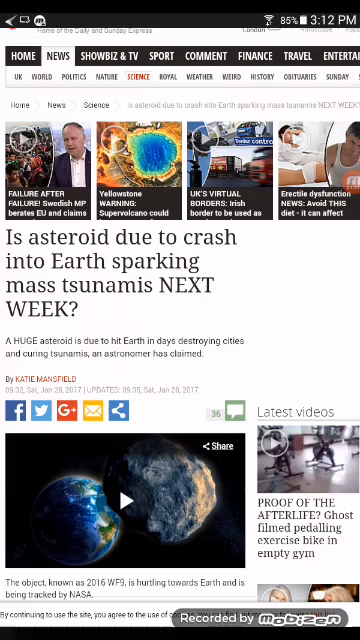 85% 3:12 PM
Home of the Daily and Sunday Express
London
HOME NEWS SHOWBIZ & TV SPORT COMMENT FINANCE TRAVEL ENTERTAI
UK WORLD POLITICS NATURE SCIENCE ROYAL WEATHER WEIRD HISTORY OBITUARIES SUNDAY
Home News Science Is asteroid due to crash into Earth sparking mass tsunamis NEXT WEEK?
Border contro
FAILURE AFTER
FAILURE! Swedish MP
berates EU and claims
Yellowstone
WARNING:
Supervolcano could
UK'S VIRTUAL
BORDERS: Irish
border to be used as
Erectile dysfunction
NEWS: Avoid THIS
diet - it can affect
Is asteroid due to crash
into Earth sparking
mass tsunamis NEXT
WEEK?
A HUGE asteroid is due to hit Earth in days destroying cities
and curing tsunamis, an astronomer has claimed.
By KATIE MANSFIELD
09:32, Sat, Jan 28, 2017 | UPDATED: 09:35, Sat, Jan 28, 2017
36
Share
Latest videos
PROOF OF THE
AFTERLIFE? Ghost
filmed pedalling
exercise bike in
empty gym
The object, known as 2016 WF9, is hurtling towards Earth and is
being tracked by NASA.
By continuing to use the site, you agree to the use of
Recorded by mobizen